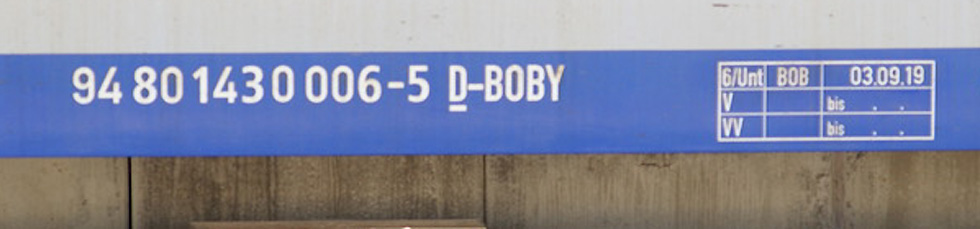 94 80 1430 006-5 D-BOBY
6/Unt BOB 03.09.19
V bis . .
VV bis . .